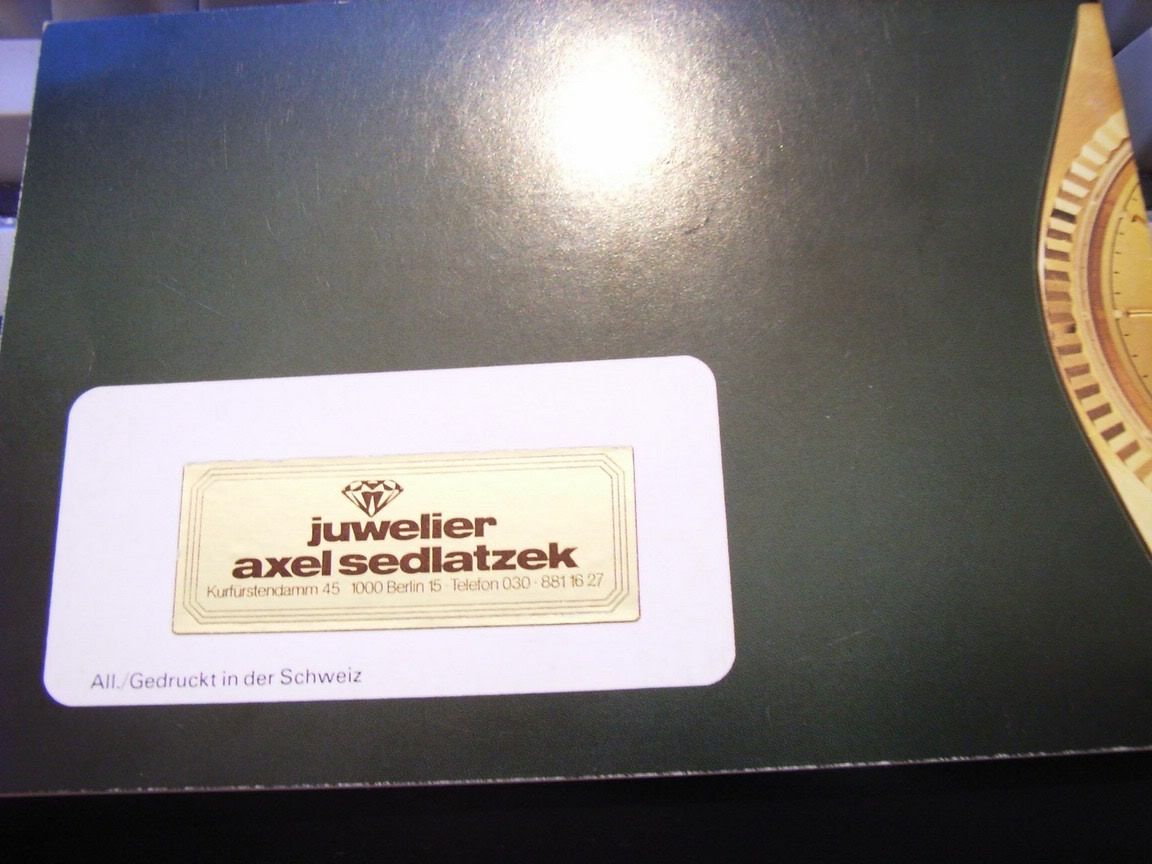 juwelier
axel sedlatzek
Kurfürstendamm 45 1000 Berlin 15 · Telefon 030 · 881 16 27
All./Gedruckt in der Schweiz